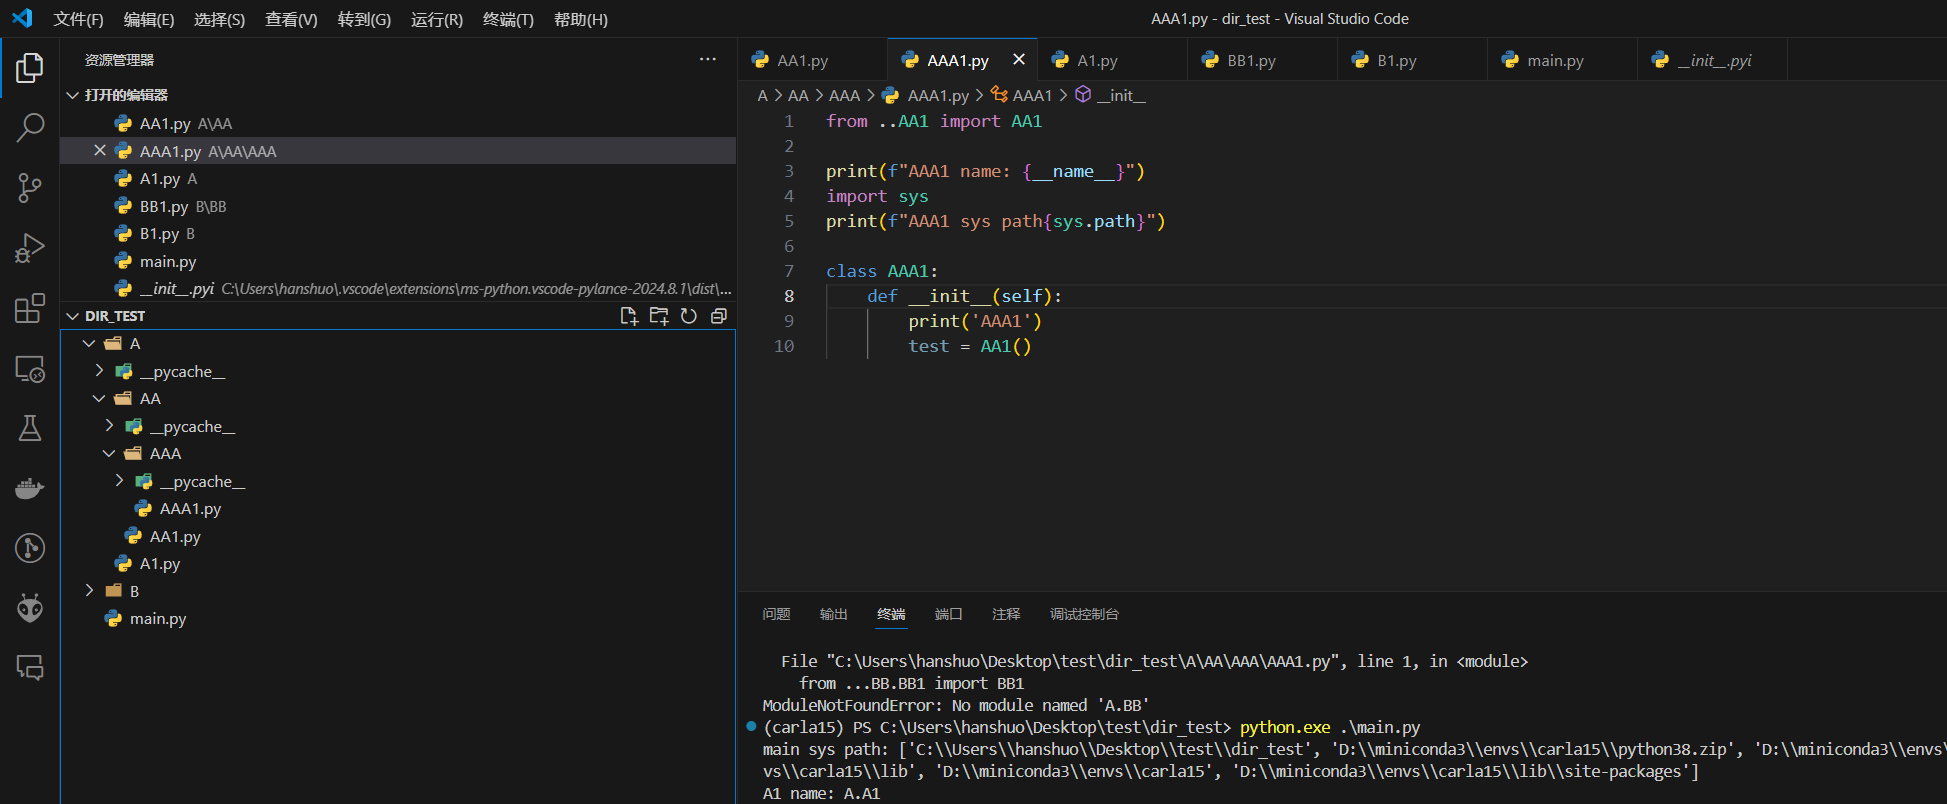 文件(F) 编辑(E) 选择(S) 查看(V) 转到(G) 运行(R) 终端(T) 帮助(H) AAA1.py - dir_test - Visual Studio Code
资源管理器 ···
打开的编辑器
AA1.py A\AA
AAA1.py A\AA\AAA
A1.py A
BB1.py B\BB
B1.py B
main.py
__init__.pyi C:\Users\hanshuo\.vscode\extensions\ms-python.vscode-pylance-2024.8.1\dist\...
DIR_TEST
A
__pycache__
AA
__pycache__
AAA
__pycache__
AAA1.py
AA1.py
A1.py
B
main.py
AA1.py AAA1.py A1.py BB1.py B1.py main.py __init__.pyi
A > AA > AAA > AAA1.py > AAA1 > __init__
1 from ..AA1 import AA1
2
3 print(f"AAA1 name: {__name__}")
4 import sys
5 print(f"AAA1 sys path{sys.path}")
6
7 class AAA1:
8 def __init__(self):
9 print('AAA1')
10 test = AA1()
问题 输出 终端 端口 注释 调试控制台
File "C:\Users\hanshuo\Desktop\test\dir_test\A\AA\AAA\AAA1.py", line 1, in <module>
from ...BB.BB1 import BB1
ModuleNotFoundError: No module named 'A.BB'
(carla15) PS C:\Users\hanshuo\Desktop\test\dir_test> python.exe .\main.py
main sys path: ['C:\\Users\\hanshuo\\Desktop\\test\\dir_test', 'D:\\miniconda3\\envs\\carla15\\python38.zip', 'D:\\miniconda3\\envs\
vs\\carla15\\lib', 'D:\\miniconda3\\envs\\carla15', 'D:\\miniconda3\\envs\\carla15\\lib\\site-packages']
A1 name: A.A1